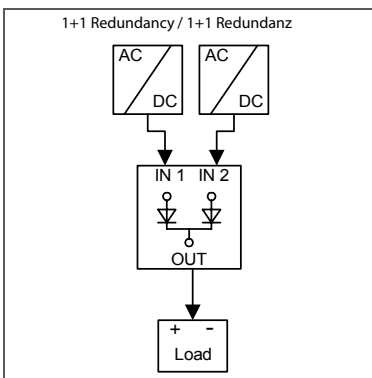 1+1 Redundancy / 1+1 Redundanz
AC AC
DC DC
IN 1 IN 2
OUT
+ -
Load